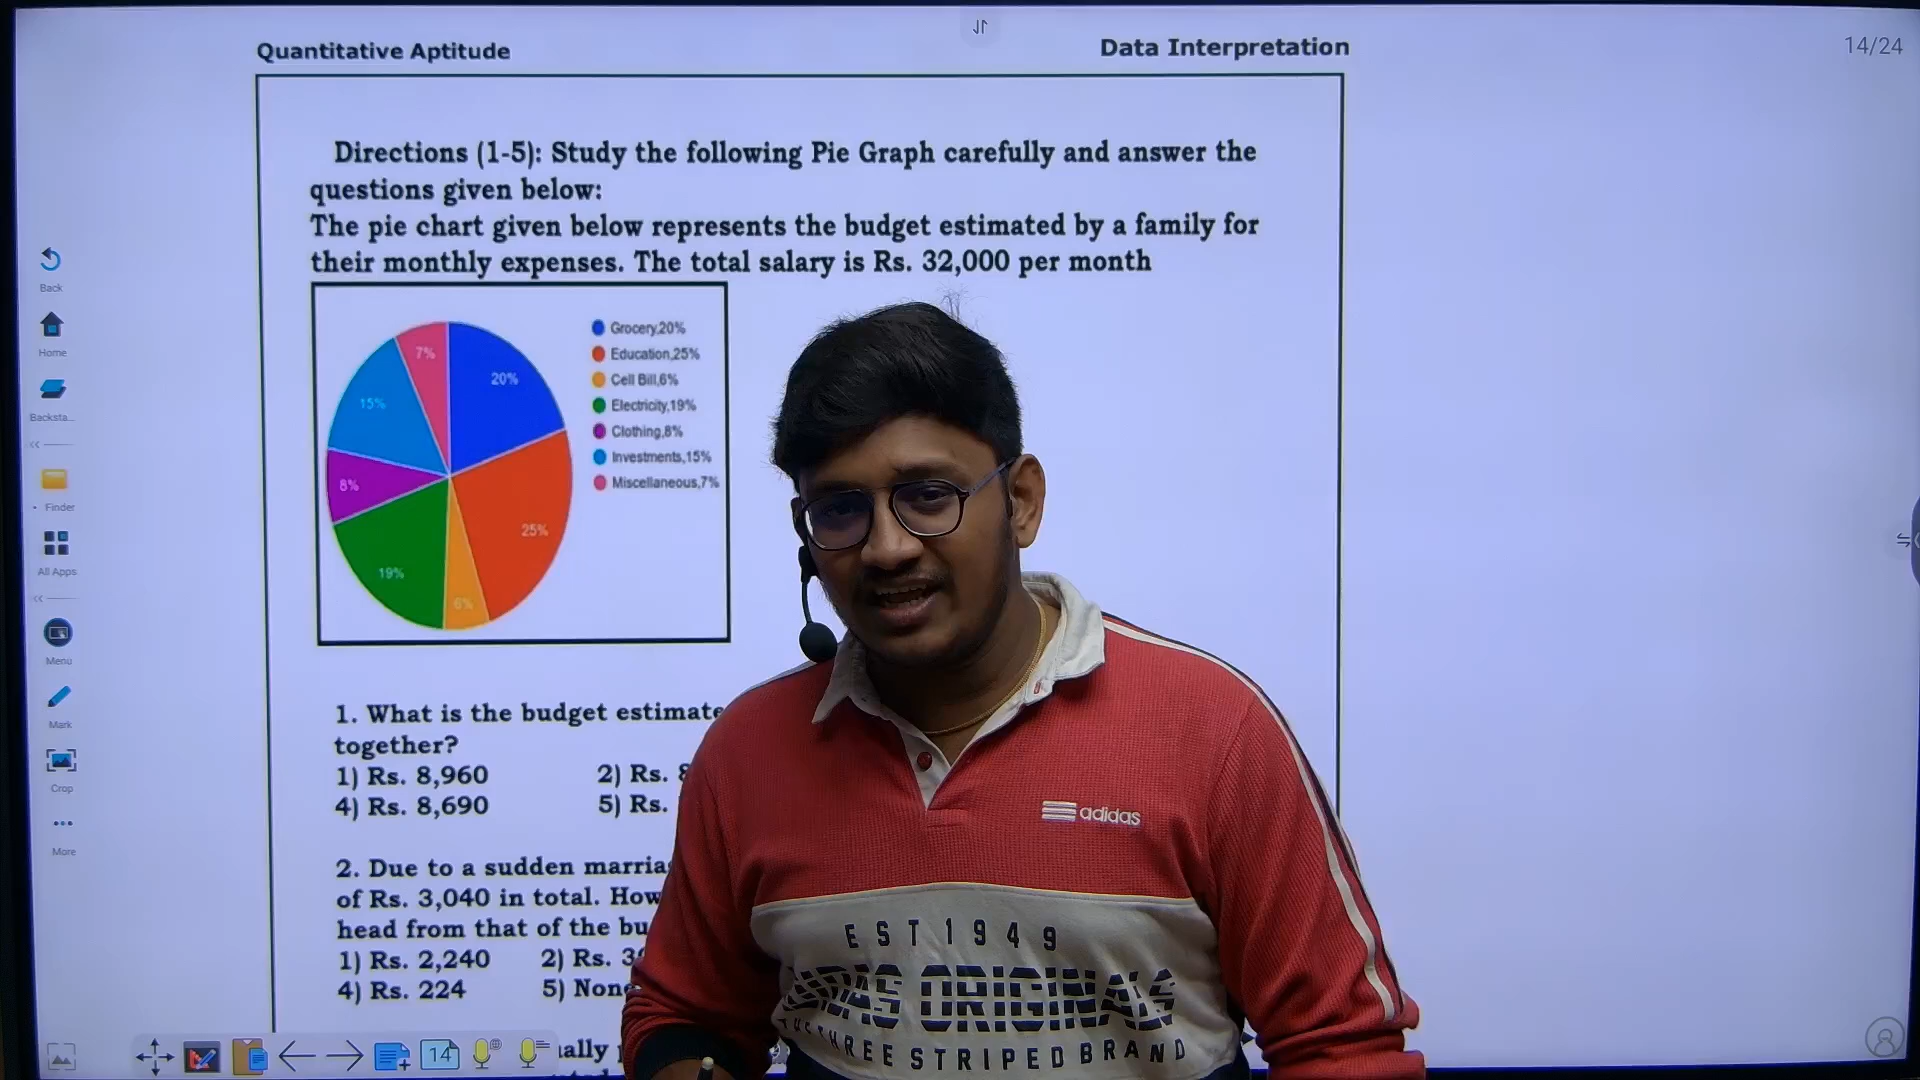 Quantitative Aptitude
Data Interpretation
14/24
Directions (1-5): Study the following Pie Graph carefully and answer the
questions given below:
The pie chart given below represents the budget estimated by a family for
their monthly expenses. The total salary is Rs. 32,000 per month
7%
20%
15%
8%
25%
19%
6%
Grocery,20%
Education,25%
Cell Bill,6%
Electricity,19%
Clothing,8%
Investments,15%
Miscellaneous,7%
1. What is the budget estimate
together?
1) Rs. 8,960 2) Rs.
4) Rs. 8,690 5) Rs.
2. Due to a sudden
of Rs. 3,040 in total. How
head from that of the
1) Rs. 2,240 2) Rs.
4) Rs. 224 5)
Back
Home
Backsta...
Finder
All Apps
Menu
Mark
Crop
More
14
adidas
EST 1949
ORIGINALS
THREE STRIPED BRAND